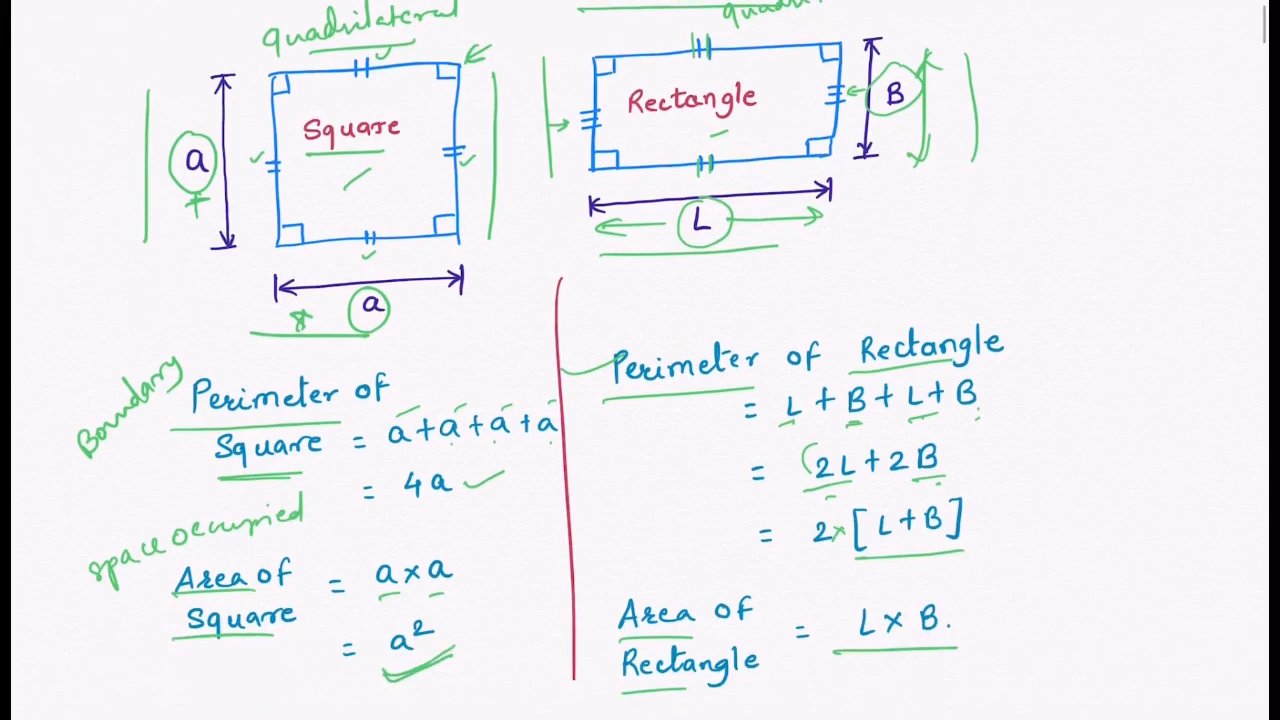 quadrilateral
Square
a
a
Rectangle
B
L
Boundary
Perimeter of
Square = a + a + a + a
= 4a
space occupied
Area of
Square = a × a
= a²
Perimeter of Rectangle
= L + B + L + B
= (2L + 2B
= 2 × [L + B]
Area of
Rectangle = L × B.